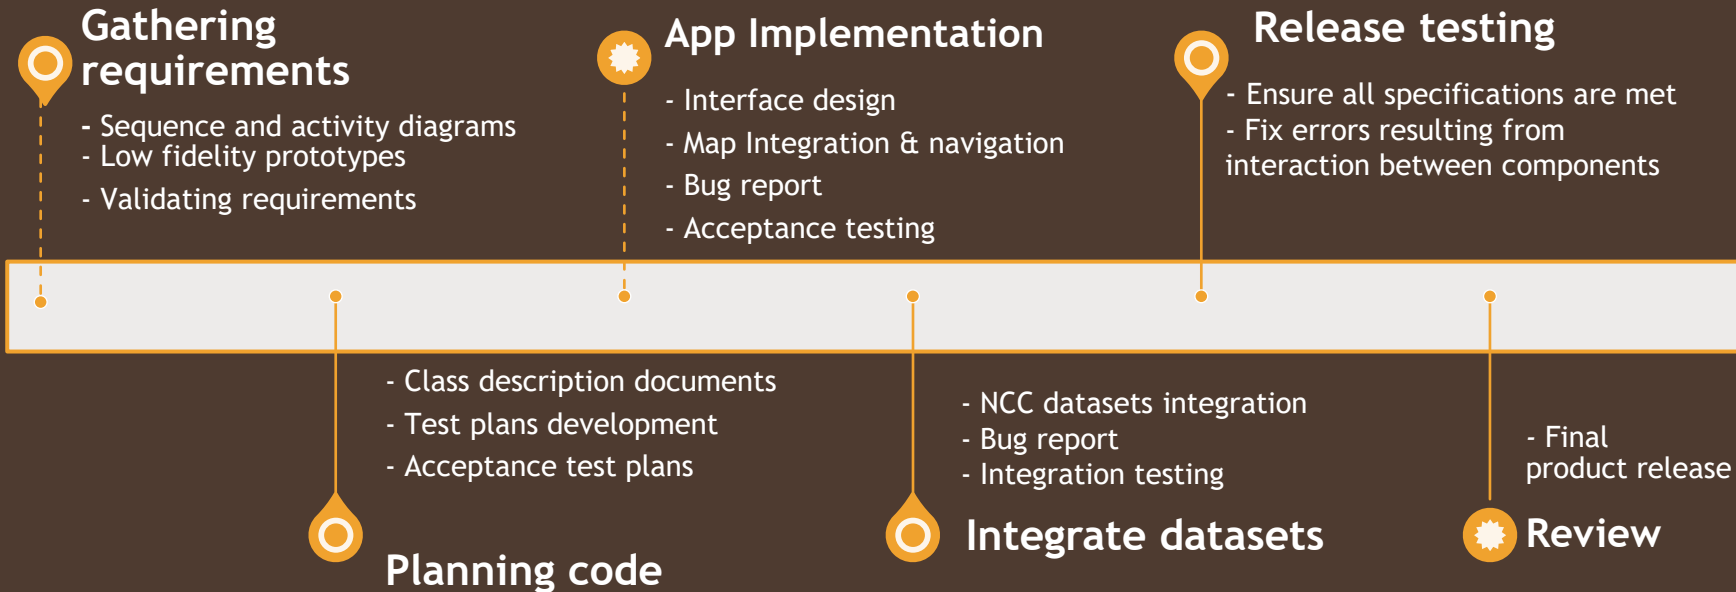 Gathering
requirements
- Sequence and activity diagrams
- Low fidelity prototypes
- Validating requirements
App Implementation
- Interface design
- Map Integration & navigation
- Bug report
- Acceptance testing
Release testing
- Ensure all specifications are met
- Fix errors resulting from
interaction between components
- Class description documents
- Test plans development
- Acceptance test plans
Planning code
- NCC datasets integration
- Bug report
- Integration testing
Integrate datasets
- Final
product release
Review